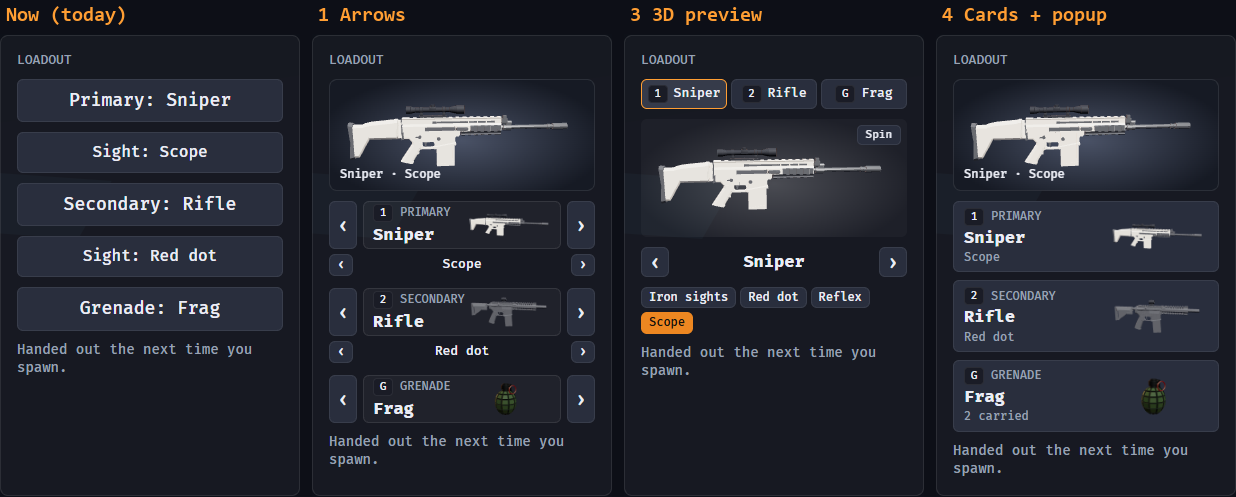 Now (today)
LOADOUT
Primary: Sniper
Sight: Scope
Secondary: Rifle
Sight: Red dot
Grenade: Frag
Handed out the next time you
spawn.
1 Arrows
LOADOUT
Sniper · Scope
‹ 1 PRIMARY ›
Sniper
‹ Scope ›
‹ 2 SECONDARY ›
Rifle
‹ Red dot ›
‹ G GRENADE ›
Frag
Handed out the next time you
spawn.
3 3D preview
LOADOUT
1 Sniper 2 Rifle G Frag
Spin
‹ Sniper ›
Iron sights Red dot Reflex
Scope
Handed out the next time you
spawn.
4 Cards + popup
LOADOUT
Sniper · Scope
1 PRIMARY
Sniper
Scope
2 SECONDARY
Rifle
Red dot
G GRENADE
Frag
2 carried
Handed out the next time you
spawn.